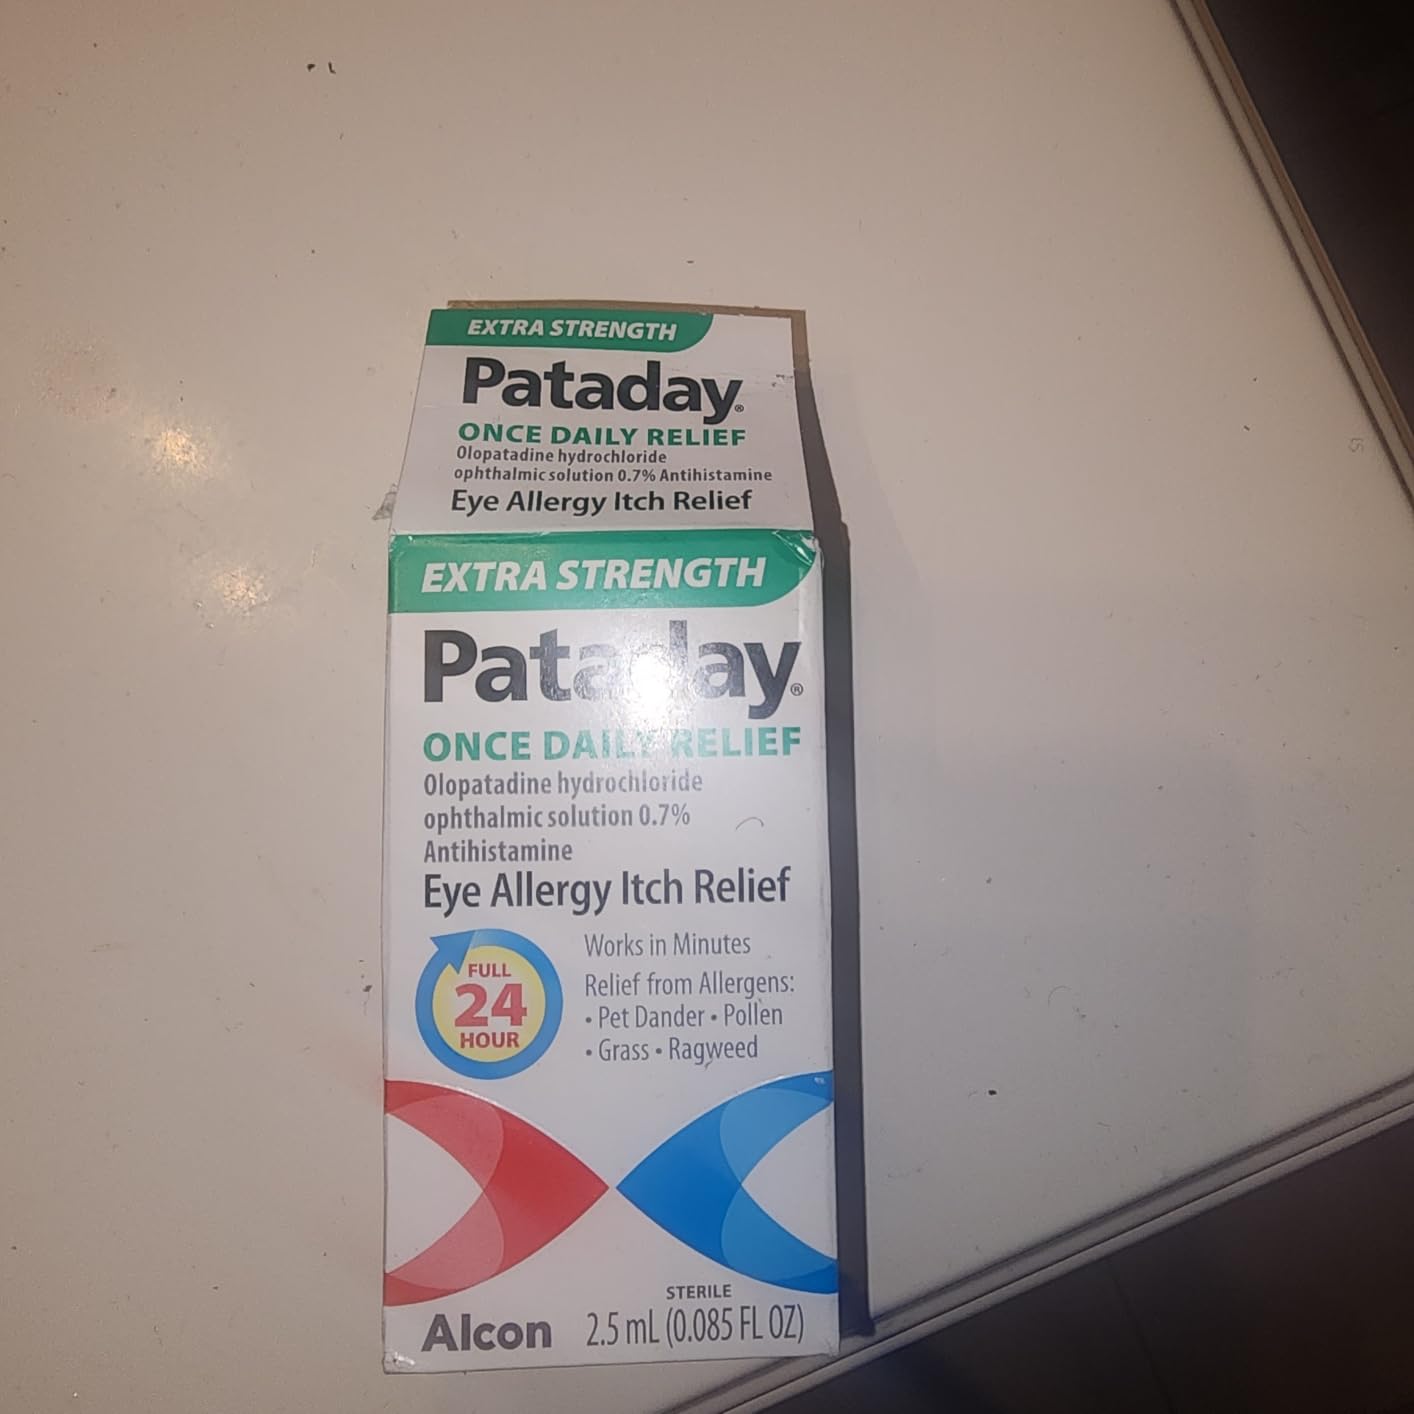 EXTRA STRENGTH
Pataday®
ONCE DAILY RELIEF
Olopatadine hydrochloride
ophthalmic solution 0.7% Antihistamine
Eye Allergy Itch Relief
EXTRA STRENGTH
Pataday®
ONCE DAILY RELIEF
Olopatadine hydrochloride
ophthalmic solution 0.7%
Antihistamine
Eye Allergy Itch Relief
FULL
24
HOUR
Works in Minutes
Relief from Allergens:
• Pet Dander • Pollen
• Grass • Ragweed
STERILE
Alcon 2.5 mL (0.085 FL OZ)